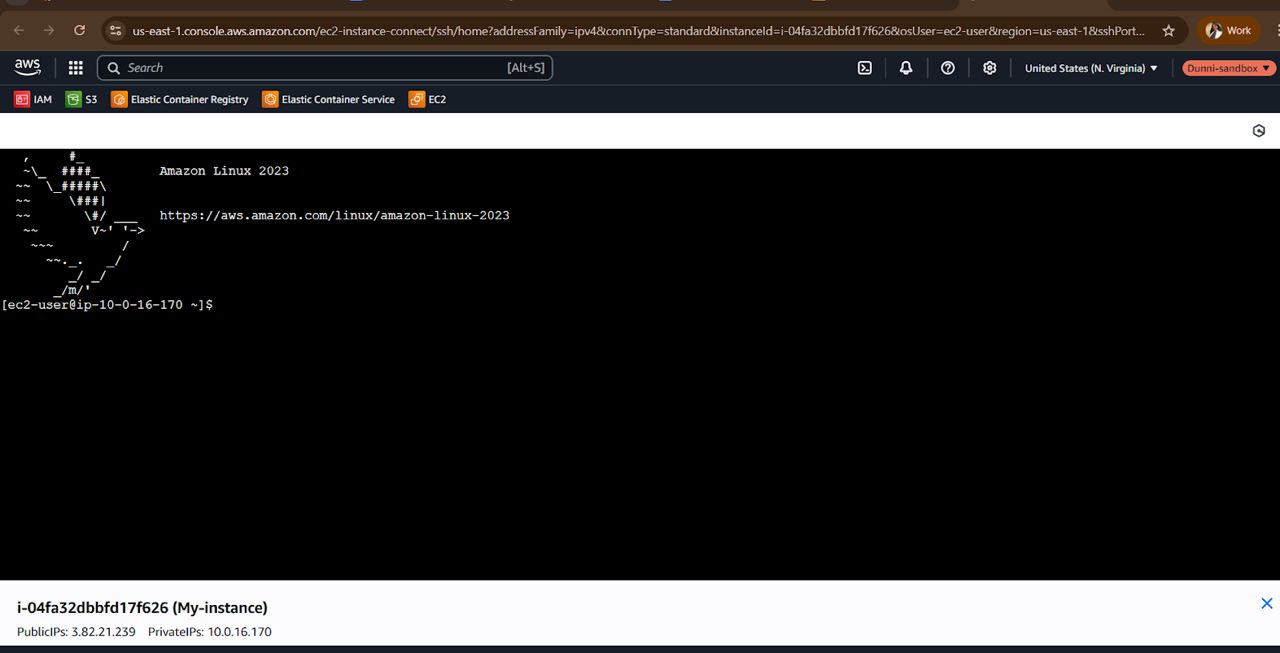 us-east-1.console.aws.amazon.com/ec2-instance-connect/ssh/home?addressFamily=ipv4&connType=standard&instanceId=i-04fa32dbbfd17f626&osUser=ec2-user&region=us-east-1&sshPort...
Work
aws
Search
[Alt+S]
United States (N. Virginia)
Dunni-sandbox
IAM
S3
Elastic Container Registry
Elastic Container Service
EC2
   ,     #_
   ~\_  ####_        Amazon Linux 2023
  ~~  \_#####\
  ~~     \###|
  ~~       \#/ ___   https://aws.amazon.com/linux/amazon-linux-2023
   ~~       V~' '->
    ~~~         /
      ~~._.   _/
         _/ _/
       _/m/'
[ec2-user@ip-10-0-16-170 ~]$
i-04fa32dbbfd17f626 (My-instance)
PublicIPs: 3.82.21.239 PrivateIPs: 10.0.16.170